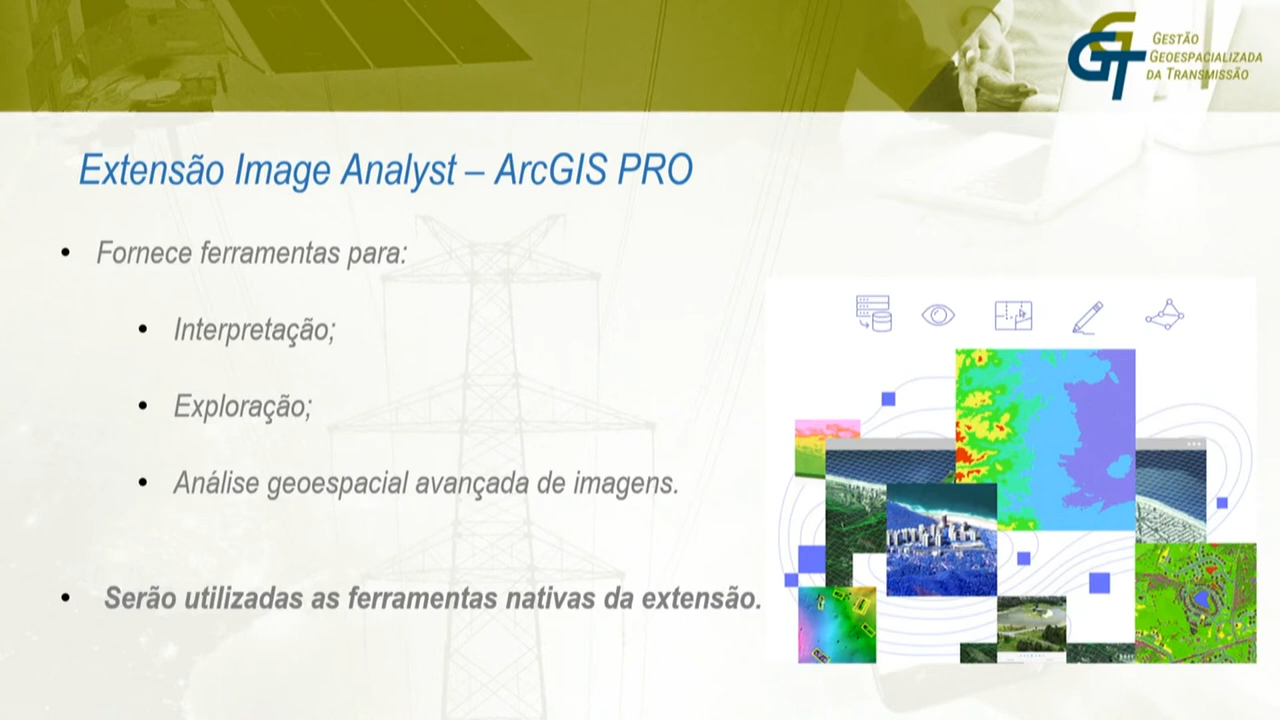 GESTÃO
GEOESPACIALIZADA
DA TRANSMISSÃO
GGT
Extensão Image Analyst – ArcGIS PRO
• Fornece ferramentas para:
• Interpretação;
• Exploração;
• Análise geoespacial avançada de imagens.
• Serão utilizadas as ferramentas nativas da extensão.